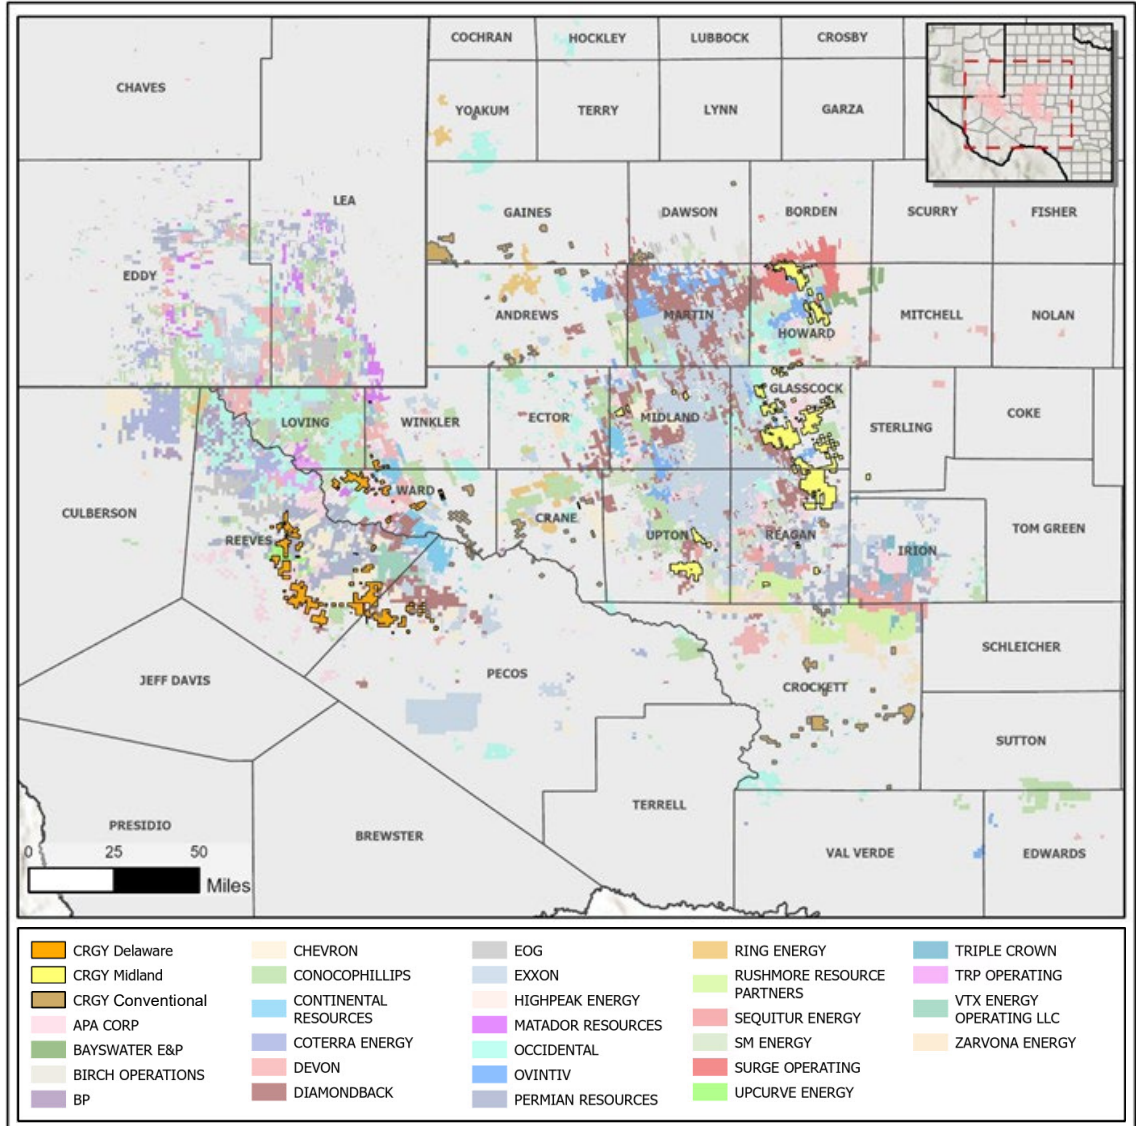 COCHRAN
HOCKLEY
LUBBOCK
CROSBY
CHAVES
YOAKUM
TERRY
LYNN
GARZA
LEA
GAINES
DAWSON
BORDEN
SCURRY
FISHER
EDDY
ANDREWS
MARTIN
HOWARD
MITCHELL
NOLAN
LOVING
WINKLER
ECTOR
MIDLAND
GLASSCOCK
STERLING
COKE
CULBERSON
WARD
REEVES
CRANE
UPTON
REAGAN
IRION
TOM GREEN
JEFF DAVIS
PECOS
CROCKETT
SCHLEICHER
SUTTON
PRESIDIO
BREWSTER
TERRELL
VAL VERDE
EDWARDS
0 25 50
Miles
CRGY Delaware
CRGY Midland
CRGY Conventional
APA CORP
BAYSWATER E&P
BIRCH OPERATIONS
BP
CHEVRON
CONOCOPHILLIPS
CONTINENTAL
RESOURCES
COTERRA ENERGY
DEVON
DIAMONDBACK
EOG
EXXON
HIGHPEAK ENERGY
MATADOR RESOURCES
OCCIDENTAL
OVINTIV
PERMIAN RESOURCES
RING ENERGY
RUSHMORE RESOURCE
PARTNERS
SEQUITUR ENERGY
SM ENERGY
SURGE OPERATING
UPCURVE ENERGY
TRIPLE CROWN
TRP OPERATING
VTX ENERGY
OPERATING LLC
ZARVONA ENERGY